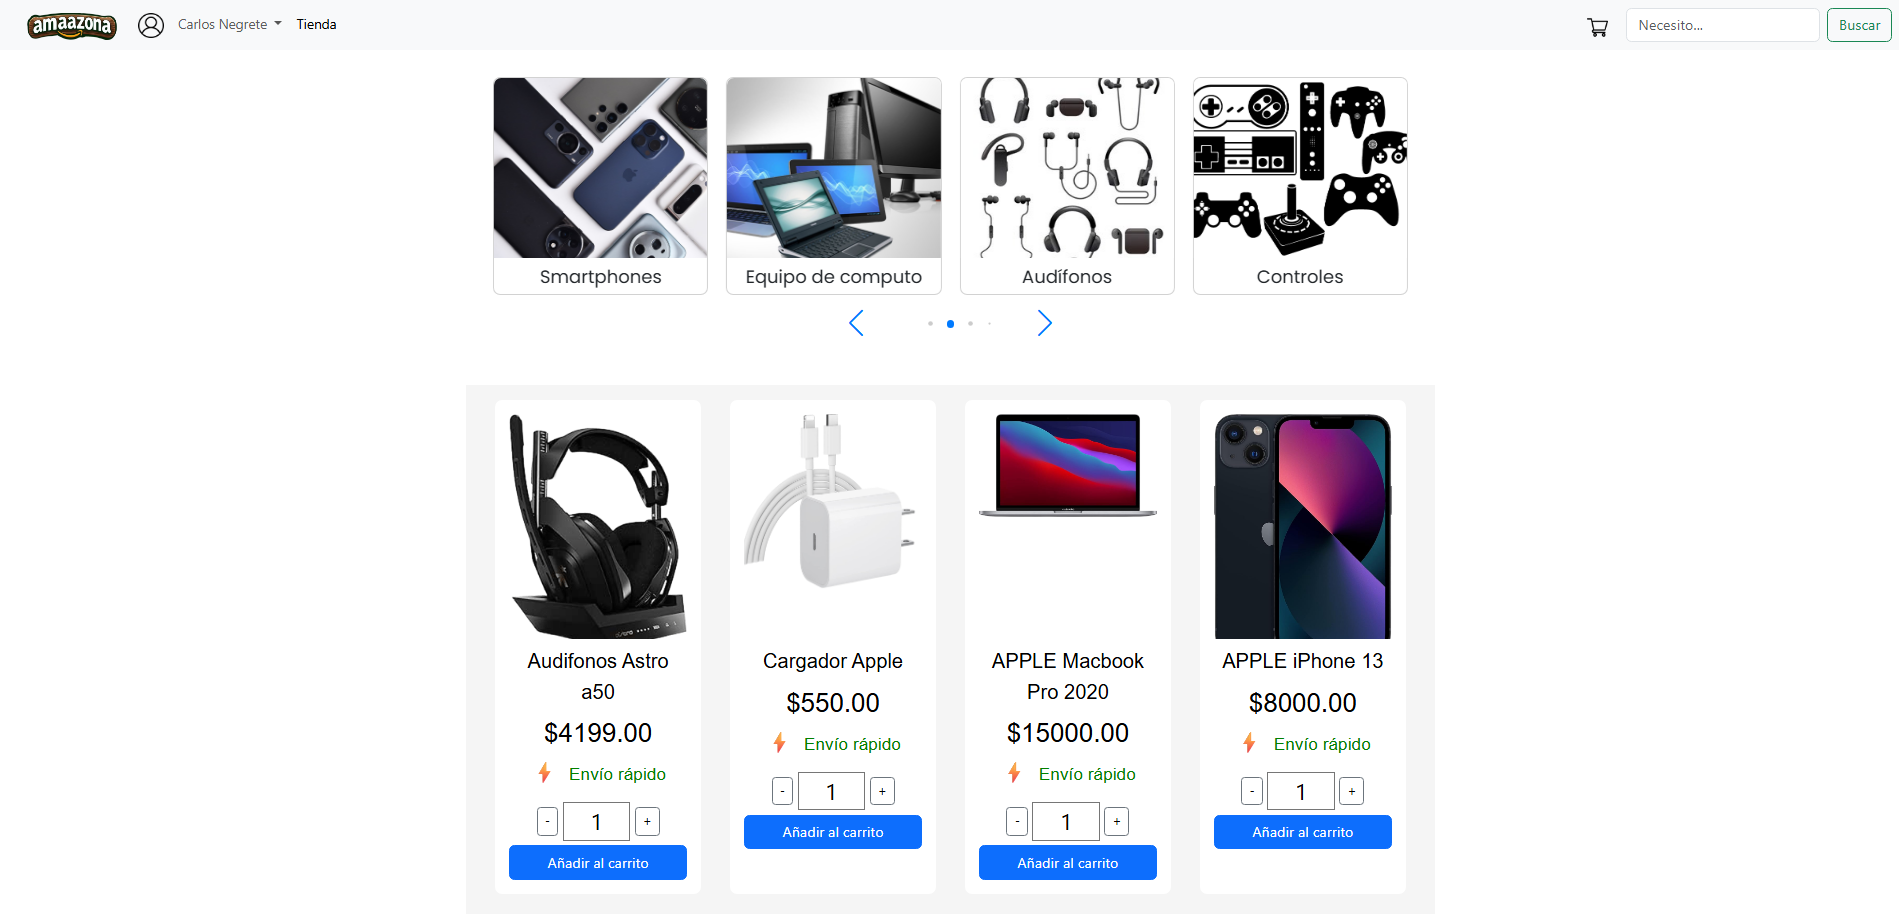 amaazona
Carlos Negrete
Tienda
Necesito...
Buscar
Smartphones
Equipo de computo
Audífonos
Controles
Audifonos Astro
a50
$4199.00
Envío rápido
-
1
+
Añadir al carrito
Cargador Apple
$550.00
Envío rápido
-
1
+
Añadir al carrito
APPLE Macbook
Pro 2020
$15000.00
Envío rápido
-
1
+
Añadir al carrito
APPLE iPhone 13
$8000.00
Envío rápido
-
1
+
Añadir al carrito